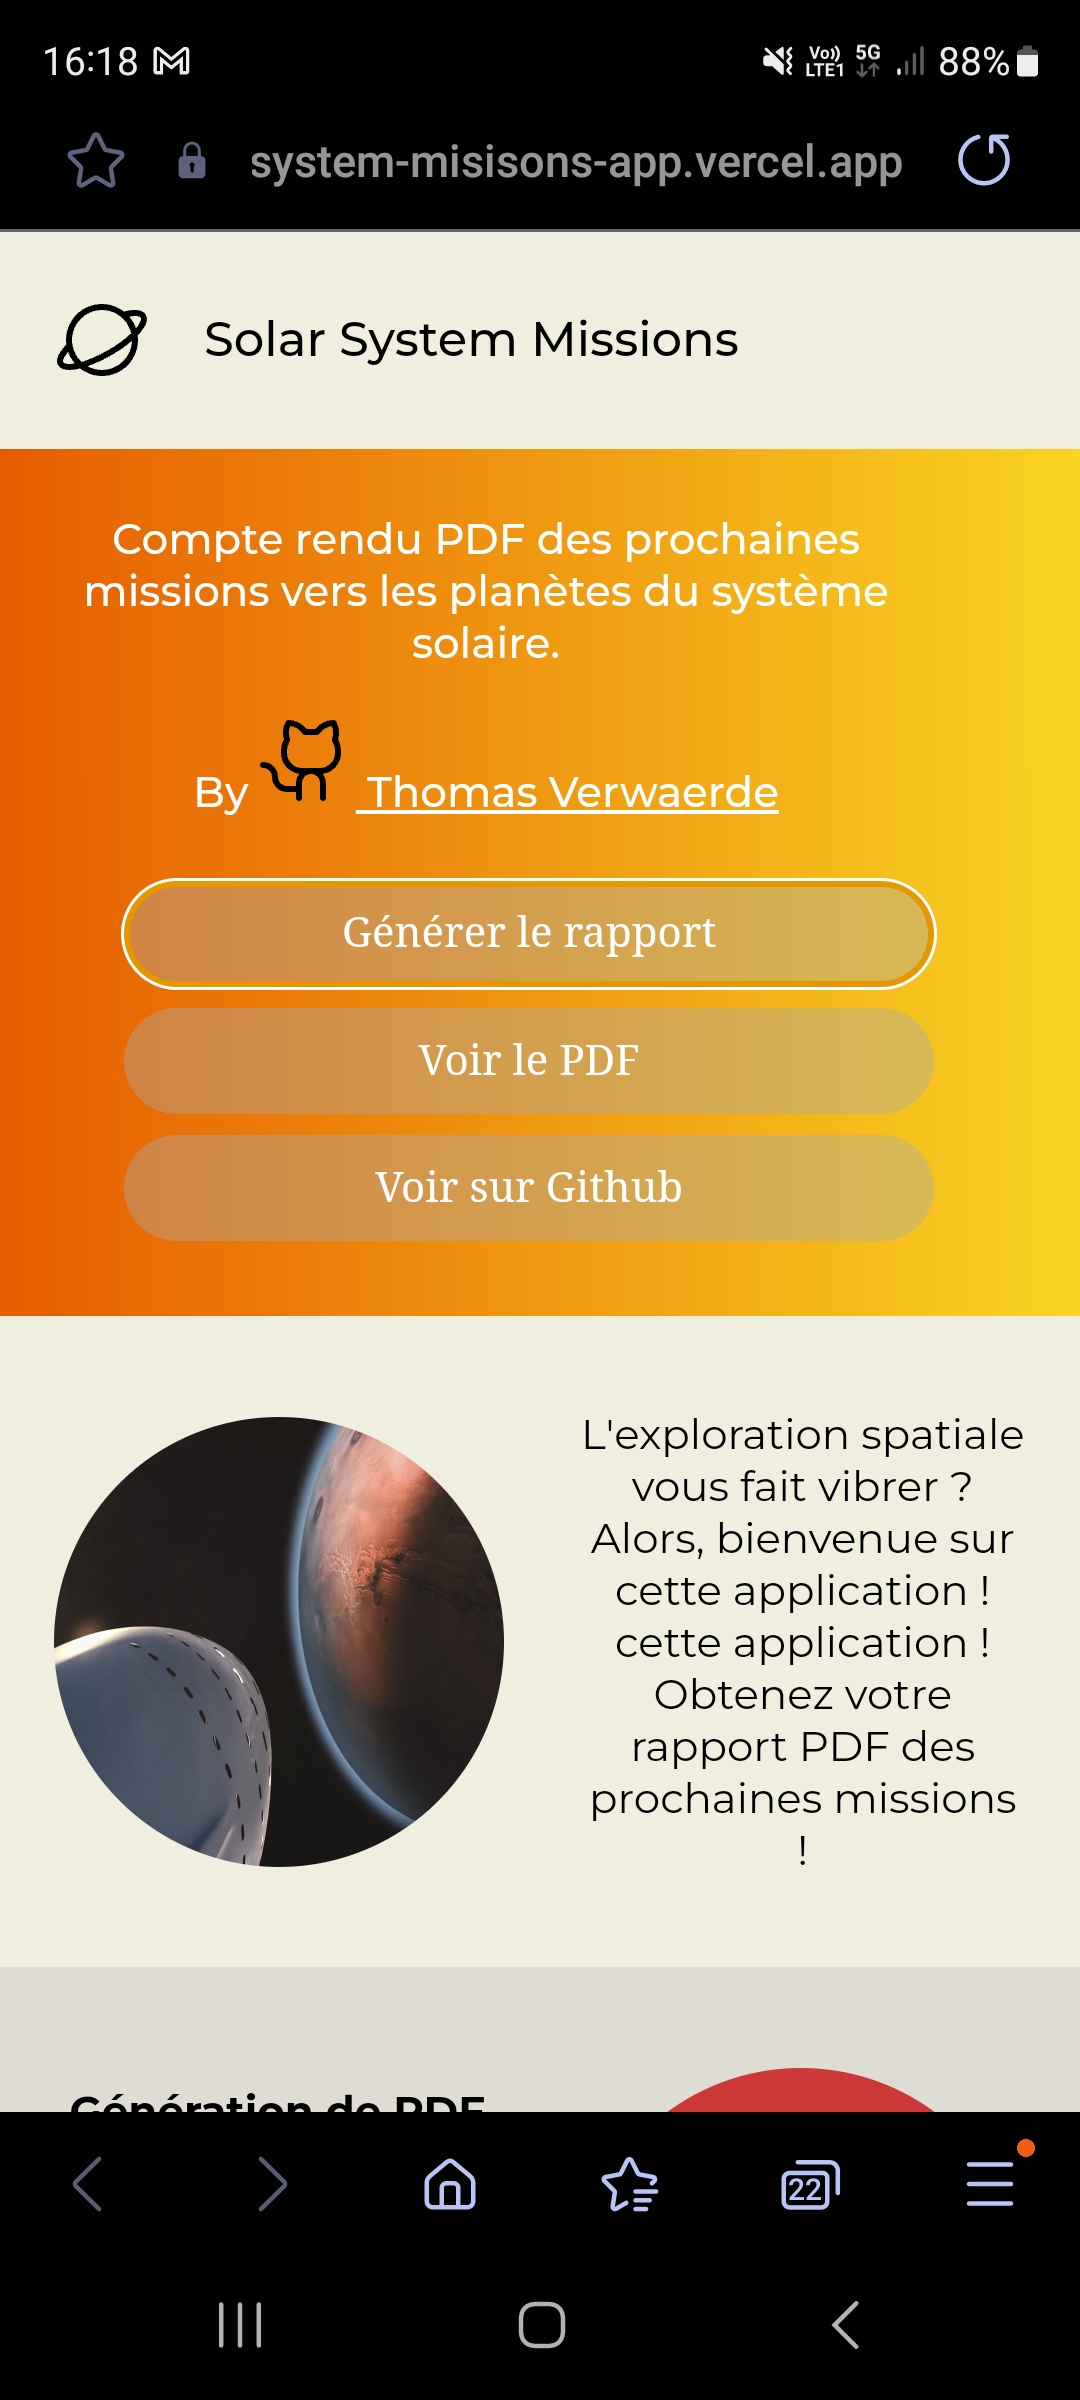 16:18
Vo)) LTE1 5G 88%
system-misisons-app.vercel.app
Solar System Missions
Compte rendu PDF des prochaines
missions vers les planètes du système
solaire.
By Thomas Verwaerde
Générer le rapport
Voir le PDF
Voir sur Github
L'exploration spatiale
vous fait vibrer ?
Alors, bienvenue sur
cette application !
cette application !
Obtenez votre
rapport PDF des
prochaines missions
!
Génération de PDF
22